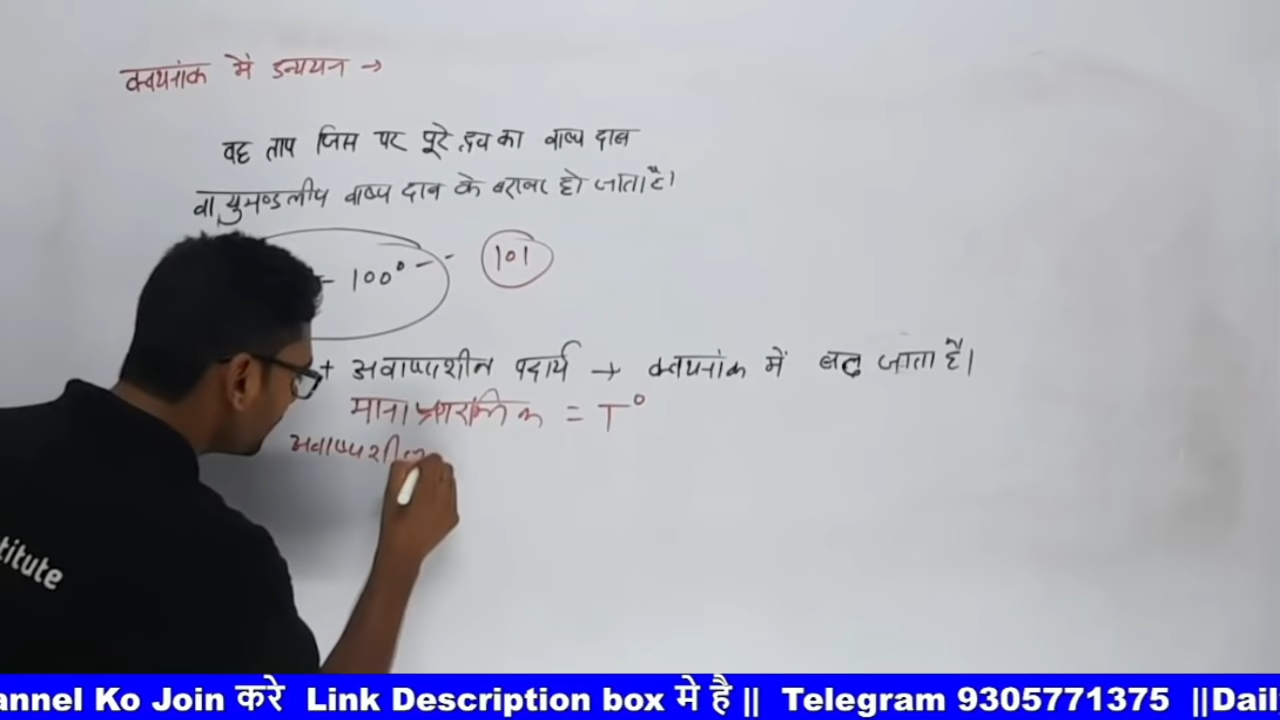 क्वथनांक में उन्नयन →
वह ताप जिस पर पूरे द्रव का वाष्प दाब
वायुमण्डलीय वाष्प दाब के बराबर हो जाता है।
- 100° - - 101
+ अवाष्पशील पदार्थ → क्वथनांक में बढ़ जाता है।
माना प्रारम्भिक = T°
अवाष्पशील
titute
annel Ko Join करे Link Description box मे है || Telegram 9305771375 ||Dail